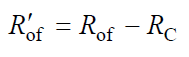 R′of = Rof − RC